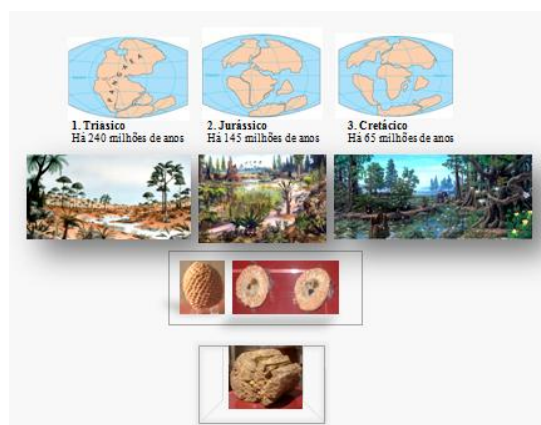 PANGAEA
1. Triásico
Há 240 milhões de anos
2. Jurássico
Há 145 milhões de anos
3. Cretácico
Há 65 milhões de anos